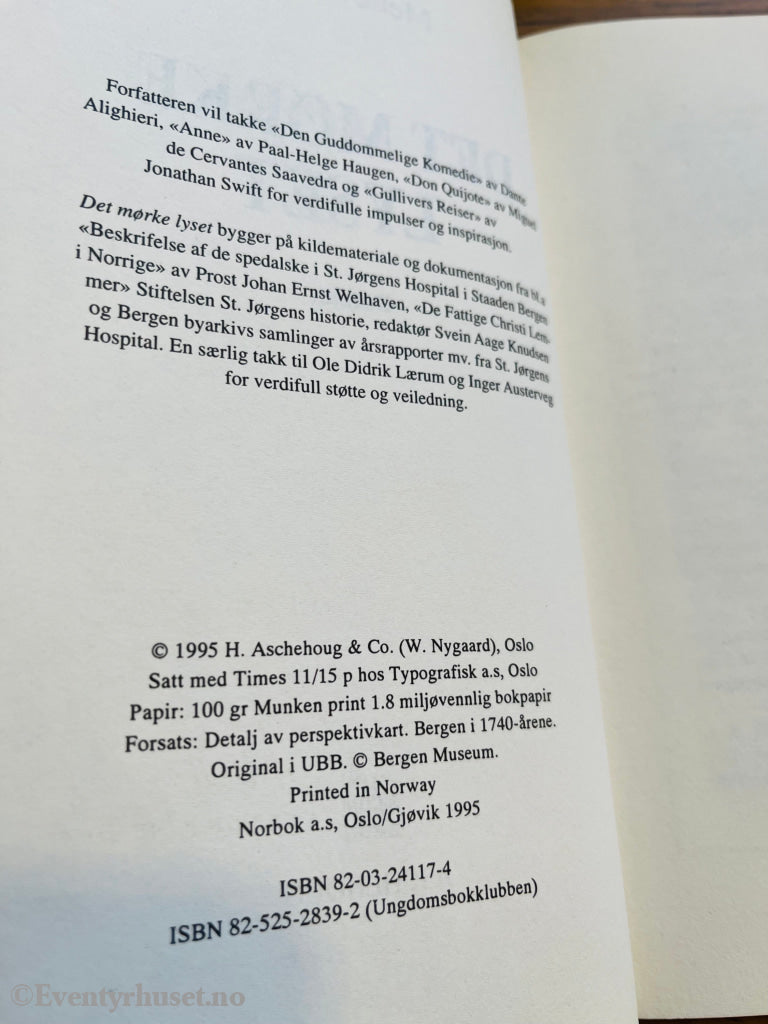 Forfatteren vil takke «Den Guddommelige Komedie» av Dante
Alighieri, «Anne» av Paal-Helge Haugen, «Don Quijote» av Miguel
de Cervantes Saavedra og «Gullivers Reiser» av
Jonathan Swift for verdifulle impulser og inspirasjon.
Det mørke lyset bygger på kildemateriale og dokumentasjon fra bl.a
«Beskrifelse af de spedalske i St. Jørgens Hospital i Staaden Bergen
i Norrige» av Prost Johan Ernst Welhaven, «De Fattige Christi Lem-
mer» Stiftelsen St. Jørgens historie, redaktør Svein Aage Knudsen
og Bergen byarkivs samlinger av årsrapporter mv. fra St. Jørgens
Hospital. En særlig takk til Ole Didrik Lærum og Inger Austerveg
for verdifull støtte og veiledning.
© 1995 H. Aschehoug & Co. (W. Nygaard), Oslo
Satt med Times 11/15 p hos Typografisk a.s, Oslo
Papir: 100 gr Munken print 1.8 miljøvennlig bokpapir
Forsats: Detalj av perspektivkart. Bergen i 1740-årene.
Original i UBB. © Bergen Museum.
Printed in Norway
Norbok a.s, Oslo/Gjøvik 1995
ISBN 82-03-24117-4
ISBN 82-525-2839-2 (Ungdomsbokklubben)
©Eventyrhuset.no